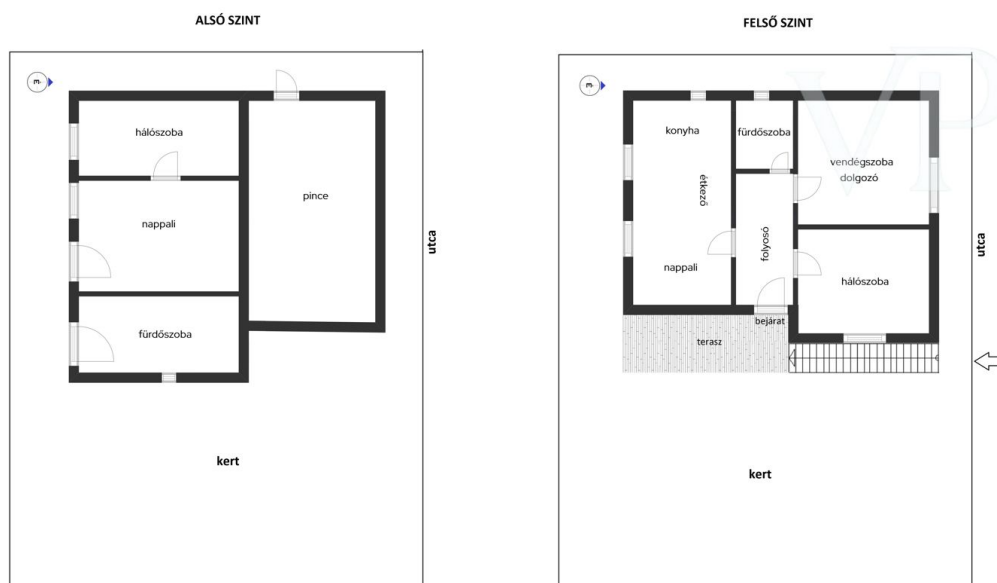 ALSÓ SZINT
hálószoba
nappali
fürdőszoba
pince
utca
kert
FELSŐ SZINT
VP
konyha
étkező
nappali
fürdőszoba
folyosó
vendégszoba
dolgozó
hálószoba
bejárat
terasz
utca
kert